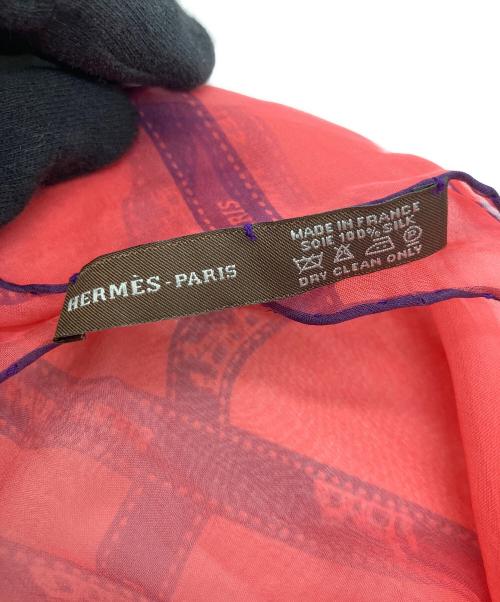 HERMÈS-PARIS
MADE IN FRANCE
SOIE 100% SILK
DRY CLEAN ONLY